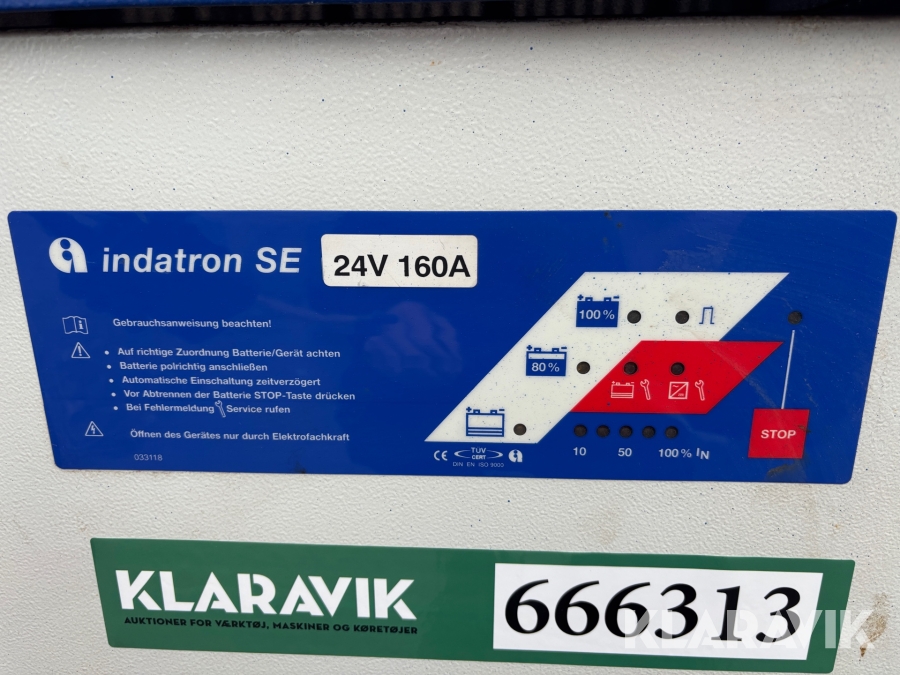 indatron SE
24V 160A
Gebrauchsanweisung beachten!
• Auf richtige Zuordnung Batterie/Gerät achten
• Batterie polrichtig anschließen
• Automatische Einschaltung zeitverzögert
• Vor Abtrennen der Batterie STOP-Taste drücken
• Bei Fehlermeldung Service rufen
Öffnen des Gerätes nur durch Elektrofachkraft
033118
100%
80%
10 50 100% IN
STOP
CE TÜV CERT
DIN EN ISO 9000
KLARAVIK
AUKTIONER FOR VÆRKTØJ, MASKINER OG KØRETØJER
666313
KLARAVIK